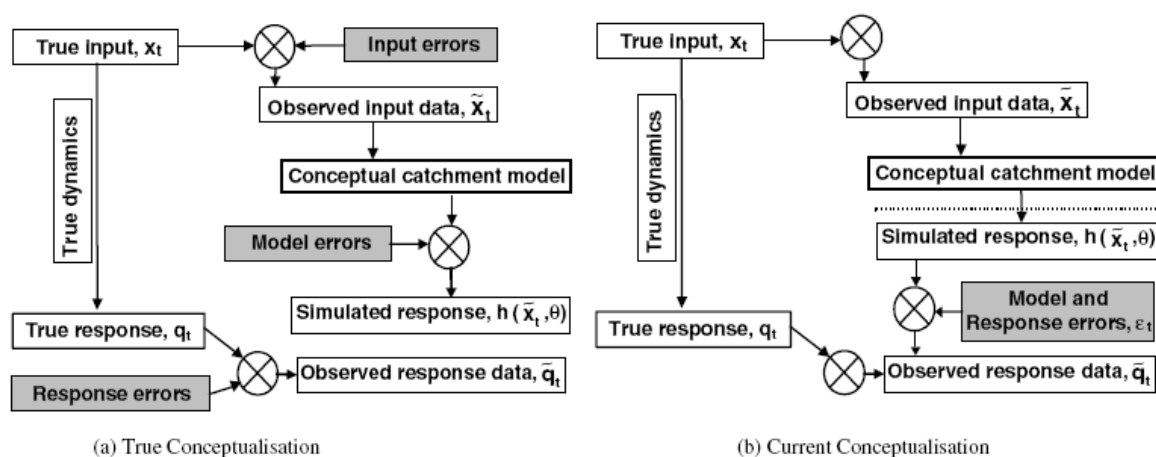 True input, xt
Input errors
Observed input data, x̃t
True dynamics
Conceptual catchment model
Model errors
Simulated response, h ( x̃t ,θ)
True response, qt
Response errors
Observed response data, q̃t
(a) True Conceptualisation
True input, xt
Observed input data, x̃t
True dynamics
Conceptual catchment model
Simulated response, h ( x̃t ,θ)
Model and
Response errors, εt
True response, qt
Observed response data, q̃t
(b) Current Conceptualisation